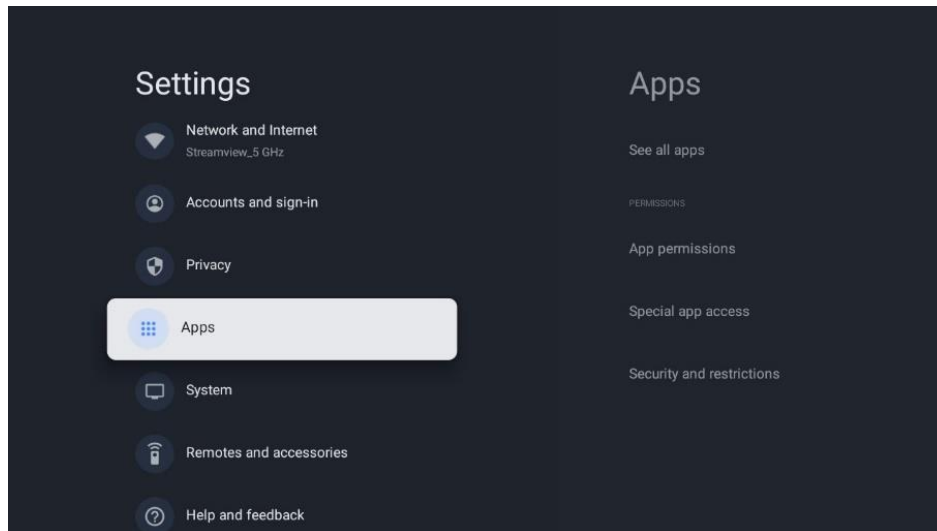 Settings
Network and Internet
Streamview_5 GHz
Accounts and sign-in
Privacy
Apps
System
Remotes and accessories
Help and feedback
Apps
See all apps
PERMISSIONS
App permissions
Special app access
Security and restrictions